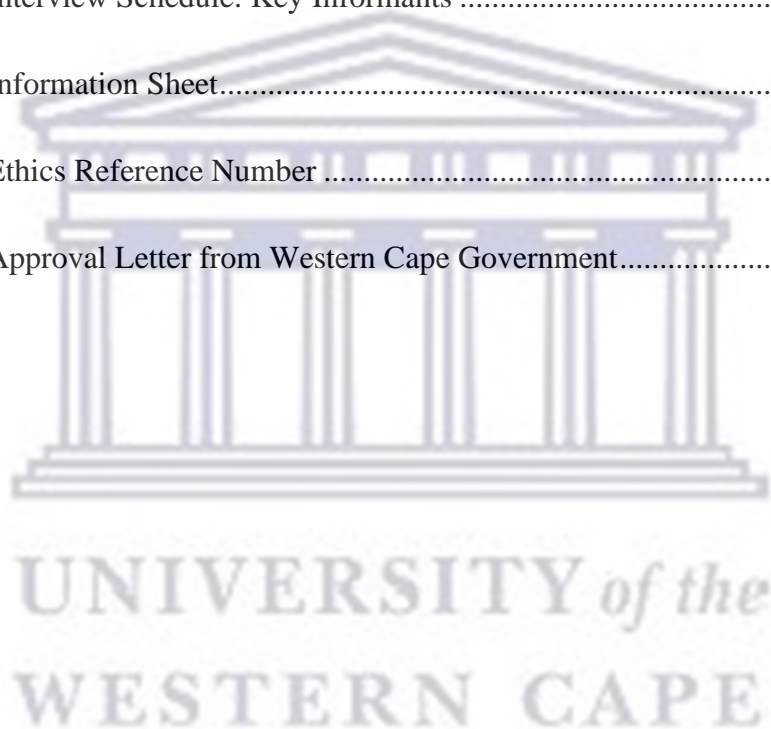 Interview Schedule: Key Informants ..........................................................
Information Sheet.............................................................................................
Ethics Reference Number ...............................................................................
Approval Letter from Western Cape Government..................
UNIVERSITY of the
WESTERN CAPE